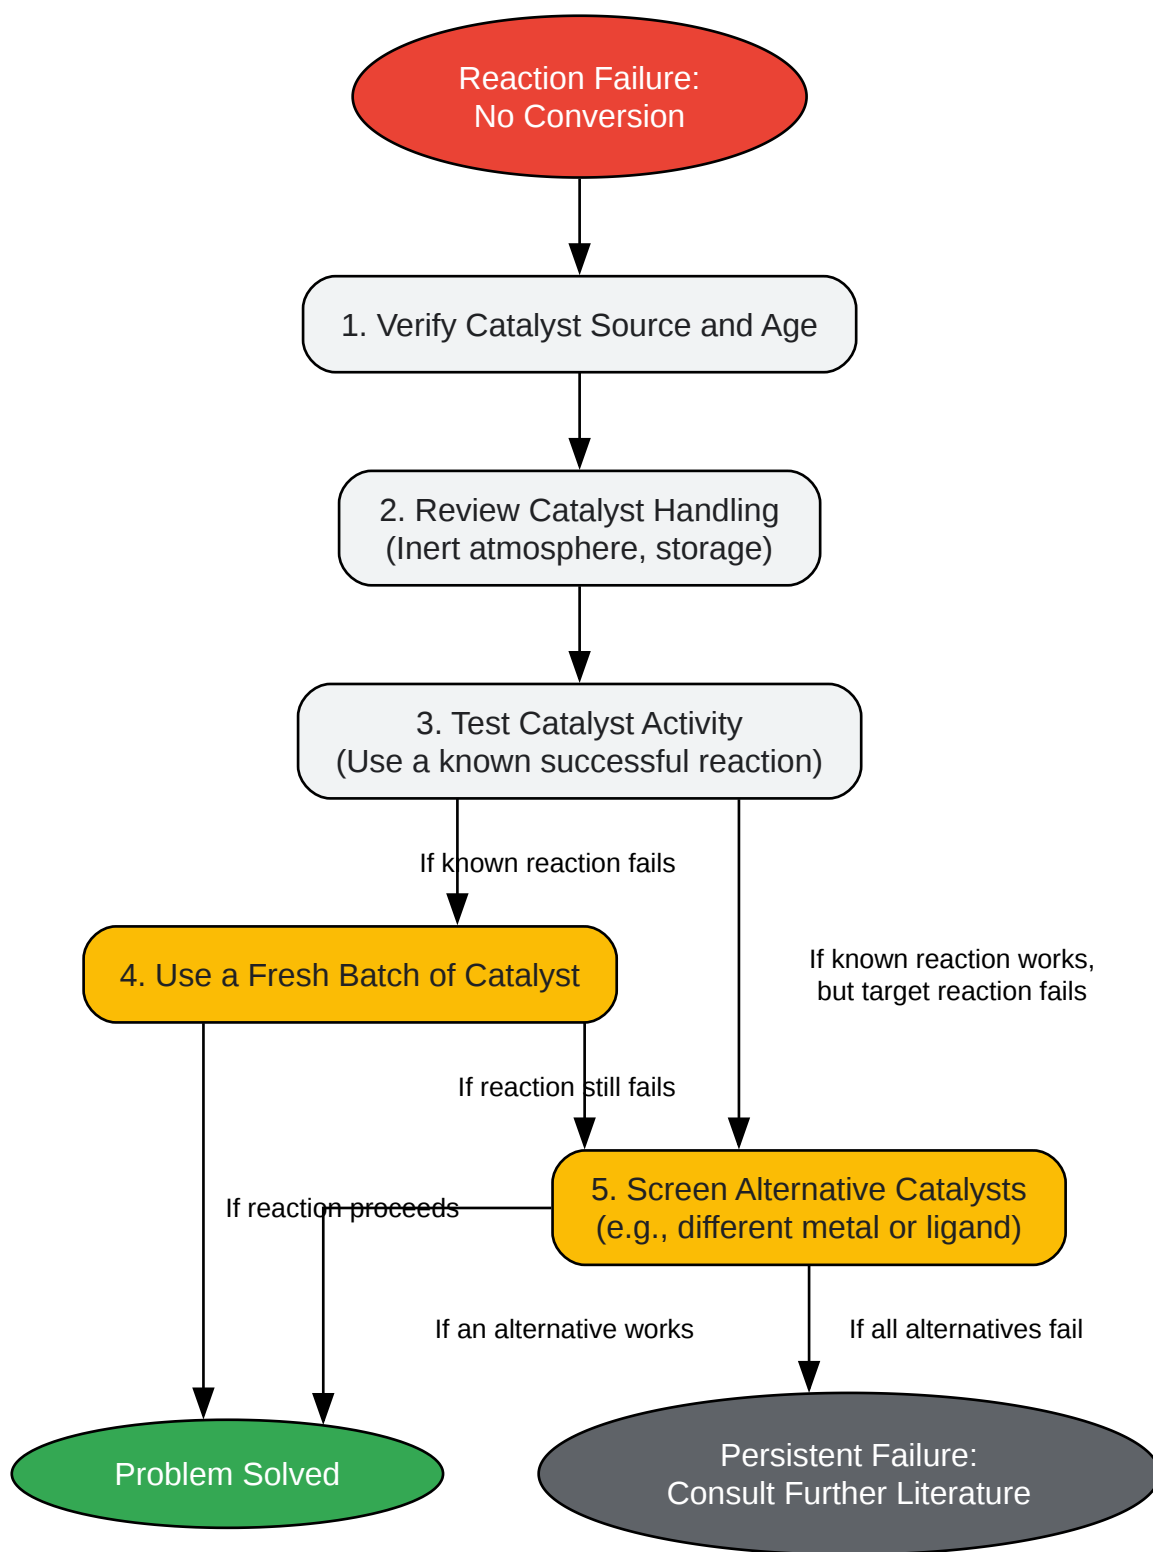 Reaction Failure:
No Conversion
1. Verify Catalyst Source and Age
2. Review Catalyst Handling
(Inert atmosphere, storage)
3. Test Catalyst Activity
(Use a known successful reaction)
If known reaction fails
If known reaction works,
but target reaction fails
4. Use a Fresh Batch of Catalyst
If reaction still fails
5. Screen Alternative Catalysts
(e.g., different metal or ligand)
If reaction proceeds
If an alternative works
If all alternatives fail
Problem Solved
Persistent Failure:
Consult Further Literature